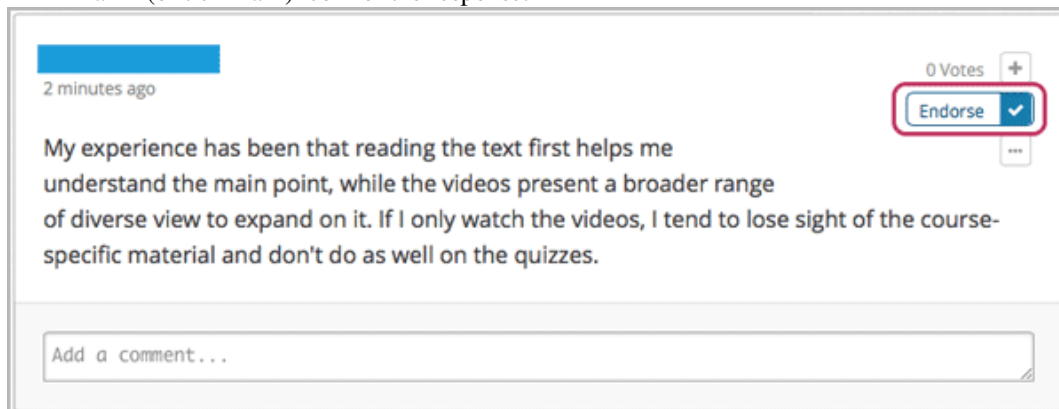 2 minutes ago
0 Votes +
Endorse
...
My experience has been that reading the text first helps me
understand the main point, while the videos present a broader range
of diverse view to expand on it. If I only watch the videos, I tend to lose sight of the course-
specific material and don't do as well on the quizzes.
Add a comment...